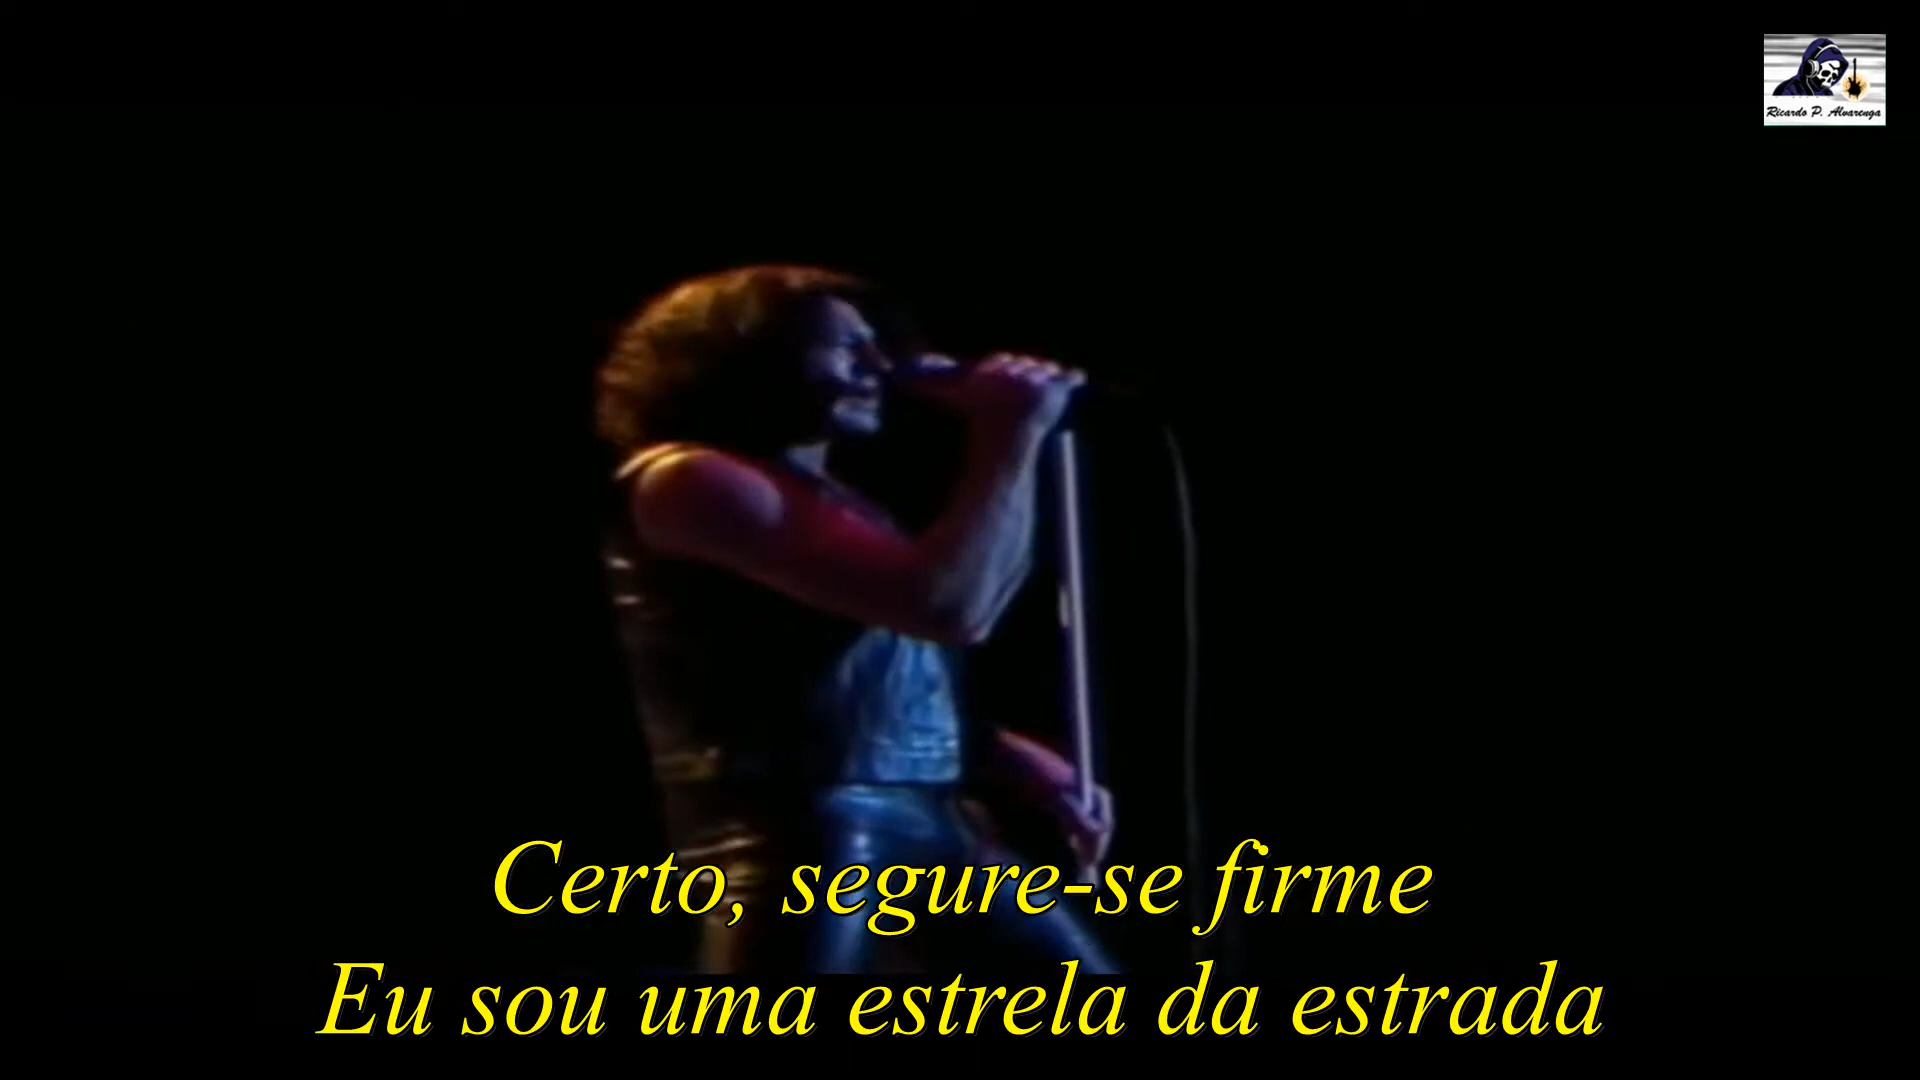 Ricardo P. Alvarenga
Certo, segure-se firme
Eu sou uma estrela da estrada